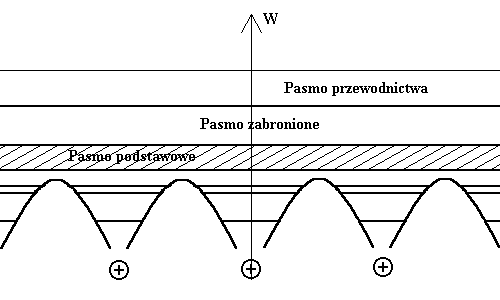 W
Pasmo przewodnictwa
Pasmo zabronione
Pasmo podstawowe
+ + +